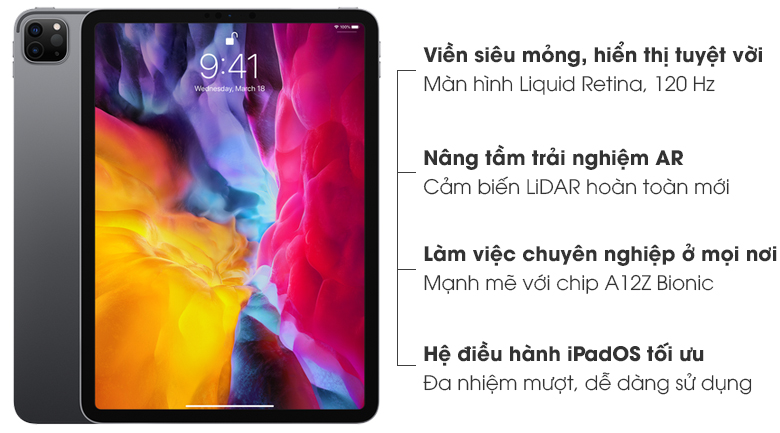 100%
9:41
Wednesday, March 18
Viền siêu mỏng, hiển thị tuyệt vời
Màn hình Liquid Retina, 120 Hz
Nâng tầm trải nghiệm AR
Cảm biến LiDAR hoàn toàn mới
Làm việc chuyên nghiệp ở mọi nơi
Mạnh mẽ với chip A12Z Bionic
Hệ điều hành iPadOS tối ưu
Đa nhiệm mượt, dễ dàng sử dụng